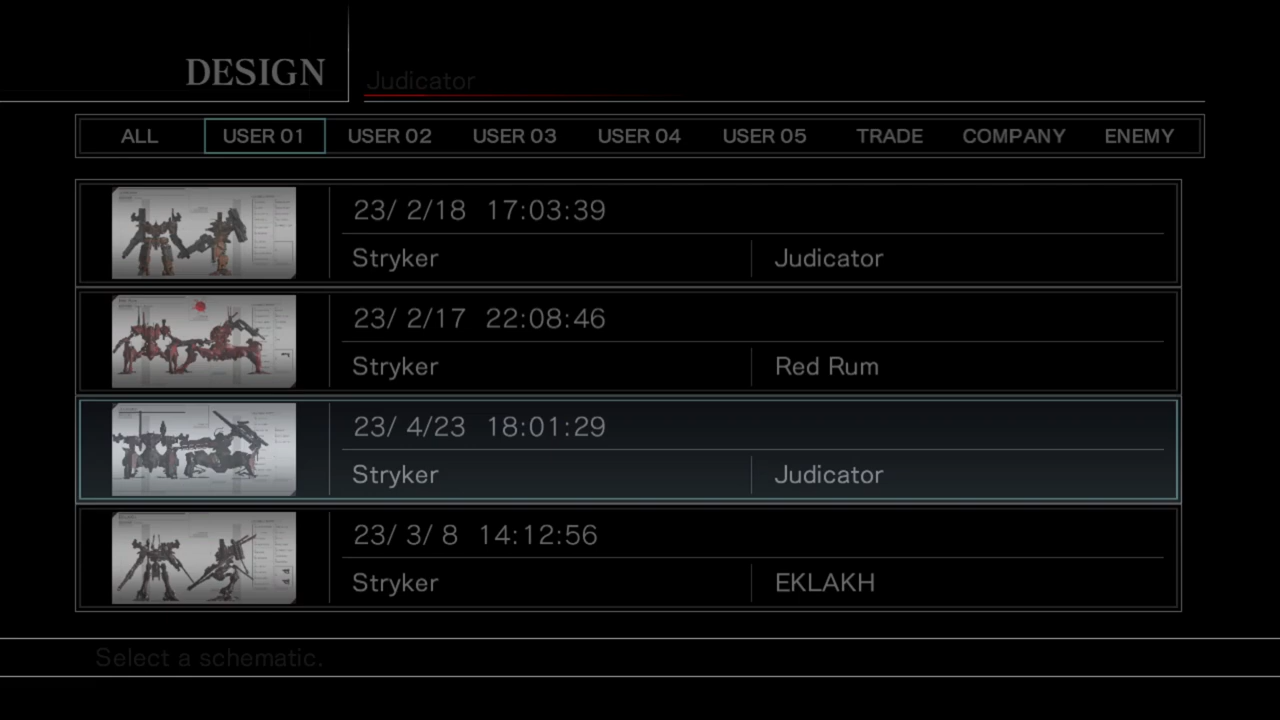 DESIGN
Judicator
ALL USER 01 USER 02 USER 03 USER 04 USER 05 TRADE COMPANY ENEMY
23/ 2/18 17:03:39
Stryker Judicator
23/ 2/17 22:08:46
Stryker Red Rum
23/ 4/23 18:01:29
Stryker Judicator
23/ 3/ 8 14:12:56
Stryker EKLAKH
Select a schematic.